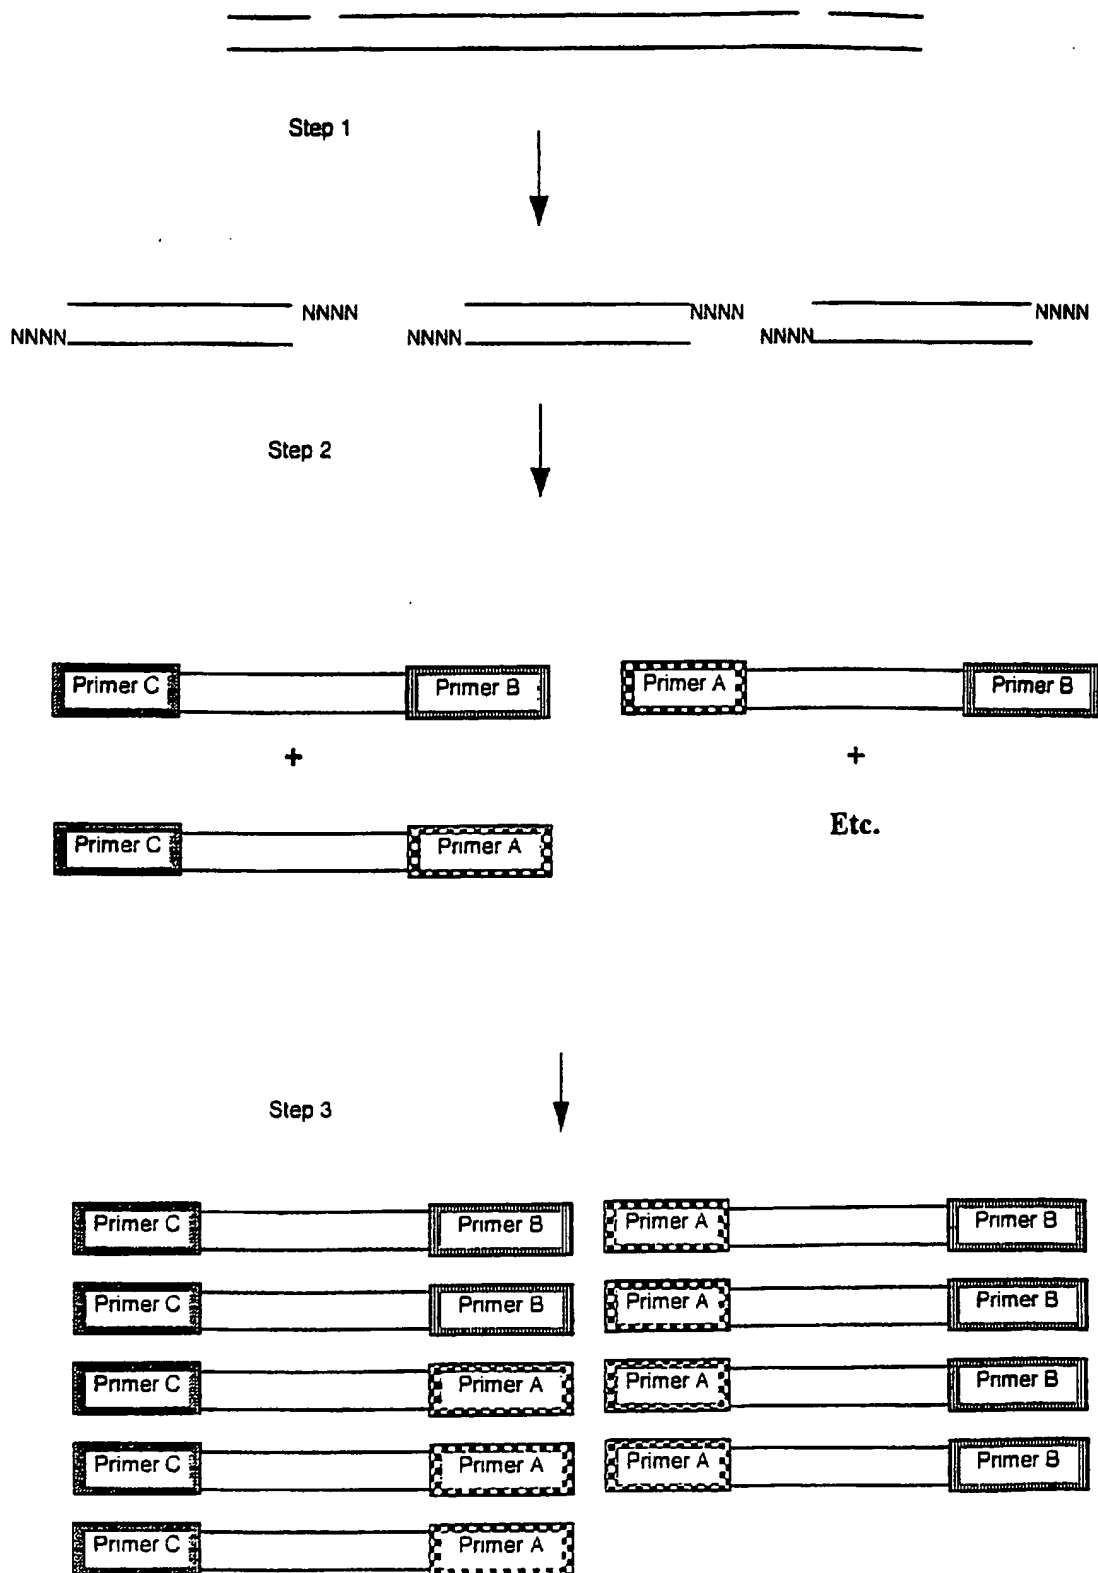 Step 1
NNNN NNNN NNNN
NNNN NNNN NNNN
Step 2
Primer C Primer B Primer A Primer B
+ +
Primer C Primer A Etc.
Step 3
Primer C Primer B Primer A Primer B
Primer C Primer B Primer A Primer B
Primer C Primer A Primer A Primer B
Primer C Primer A Primer A Primer B
Primer C Primer A